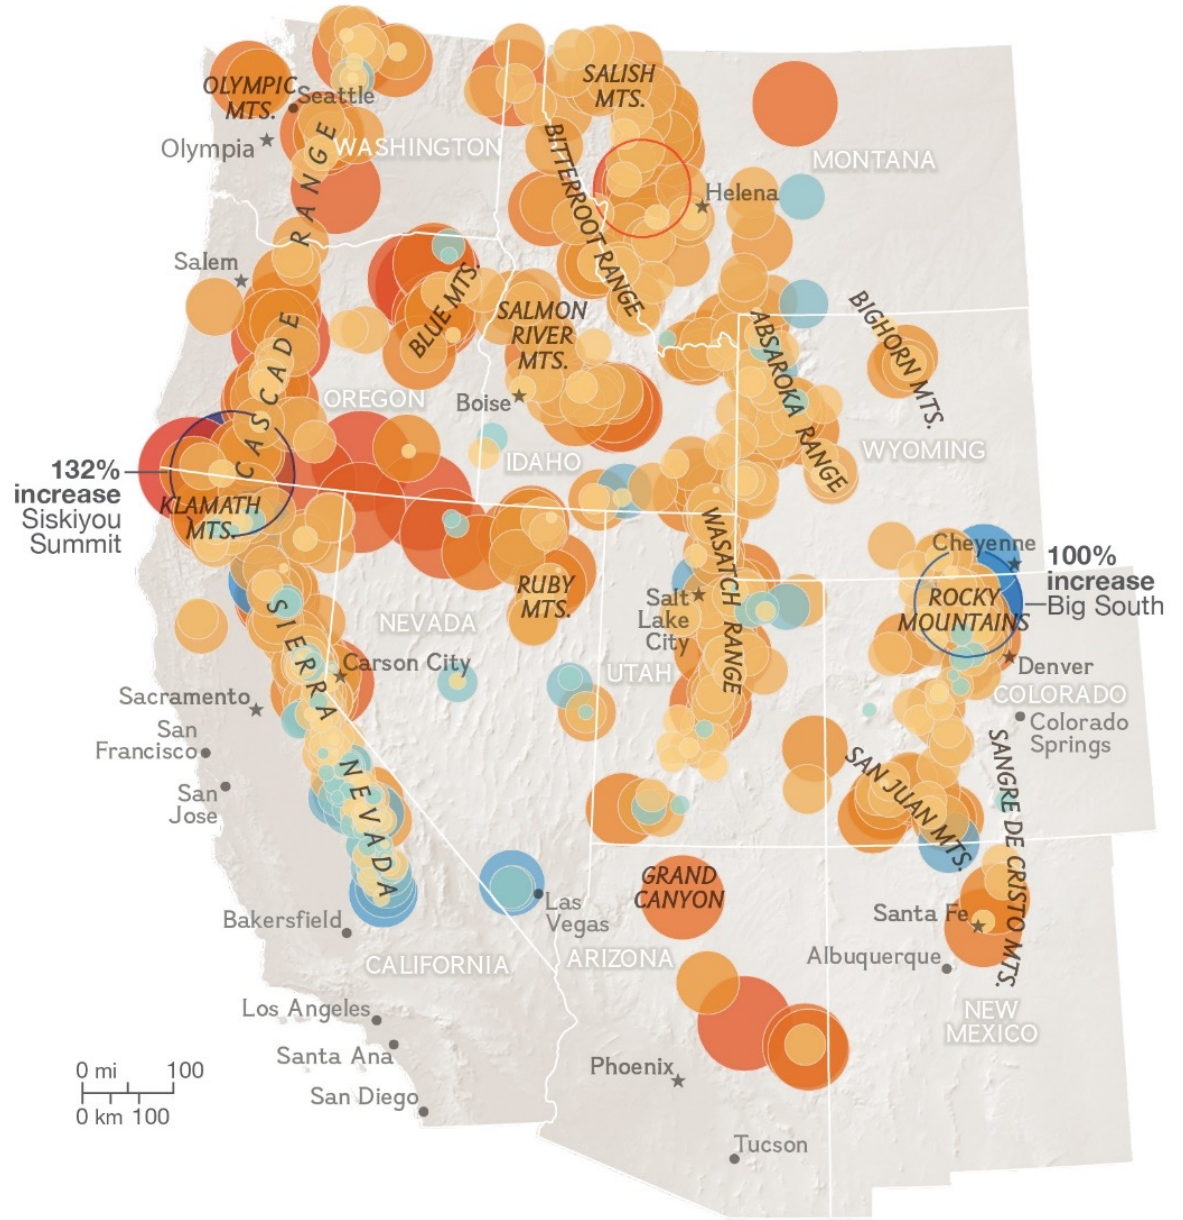 OLYMPIC
MTS.
Seattle
Olympia
WASHINGTON
SALISH
MTS.
MONTANA
BITTERROOT RANGE
Helena
CASCADE RANGE
Salem
BLUE MTS.
SALMON
RIVER
MTS.
ABSAROKA RANGE
BIGHORN MTS.
OREGON
Boise
IDAHO
WYOMING
132%
increase
Siskiyou
Summit
KLAMATH
MTS.
WASATCH RANGE
Cheyenne
100%
increase
Big South
ROCKY
MOUNTAINS
RUBY
MTS.
SIERRA NEVADA
NEVADA
Salt
Lake
City
Carson City
UTAH
Denver
COLORADO
Colorado
Springs
Sacramento
San
Francisco
San
Jose
SAN JUAN MTS.
SANGRE DE CRISTO MTS.
GRAND
CANYON
Las
Vegas
Santa Fe
Bakersfield
Albuquerque
CALIFORNIA
ARIZONA
NEW
MEXICO
Los Angeles
Santa Ana
San Diego
Phoenix
0 mi 100
0 km 100
Tucson